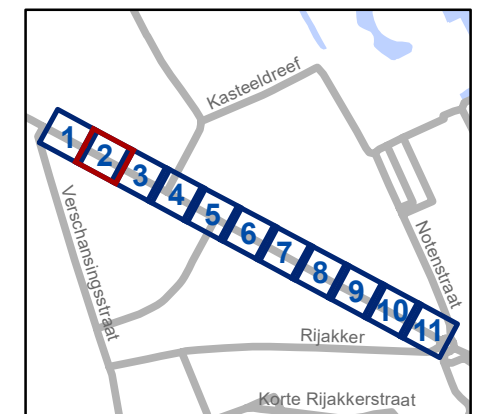 Kasteeldreef
1
2
3
4
5
6
7
8
9
10
11
Verschansingsstraat
Notenstraat
Rijakker
Korte Rijakkerstraat